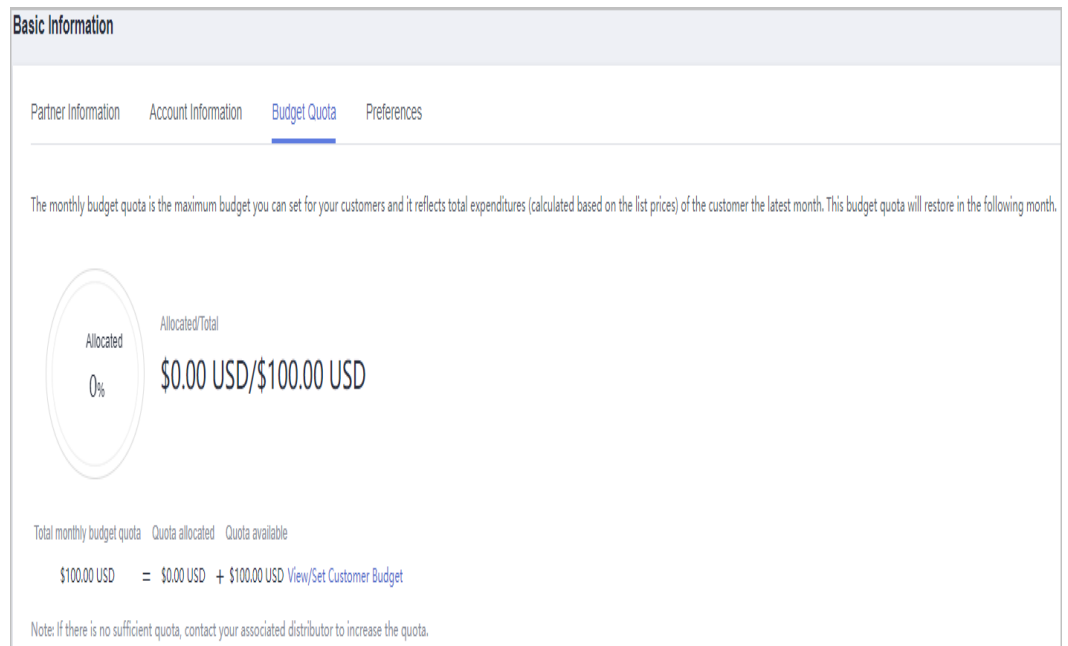 Basic Information
Partner Information Account Information Budget Quota Preferences
The monthly budget quota is the maximum budget you can set for your customers and it reflects total expenditures (calculated based on the list prices) of the customer the latest month. This budget quota will restore in the following month.
Allocated/Total
Allocated
0%
$0.00 USD/$100.00 USD
Total monthly budget quota Quota allocated Quota available
$100.00 USD = $0.00 USD + $100.00 USD View/Set Customer Budget
Note: If there is no sufficient quota, contact your associated distributor to increase the quota.